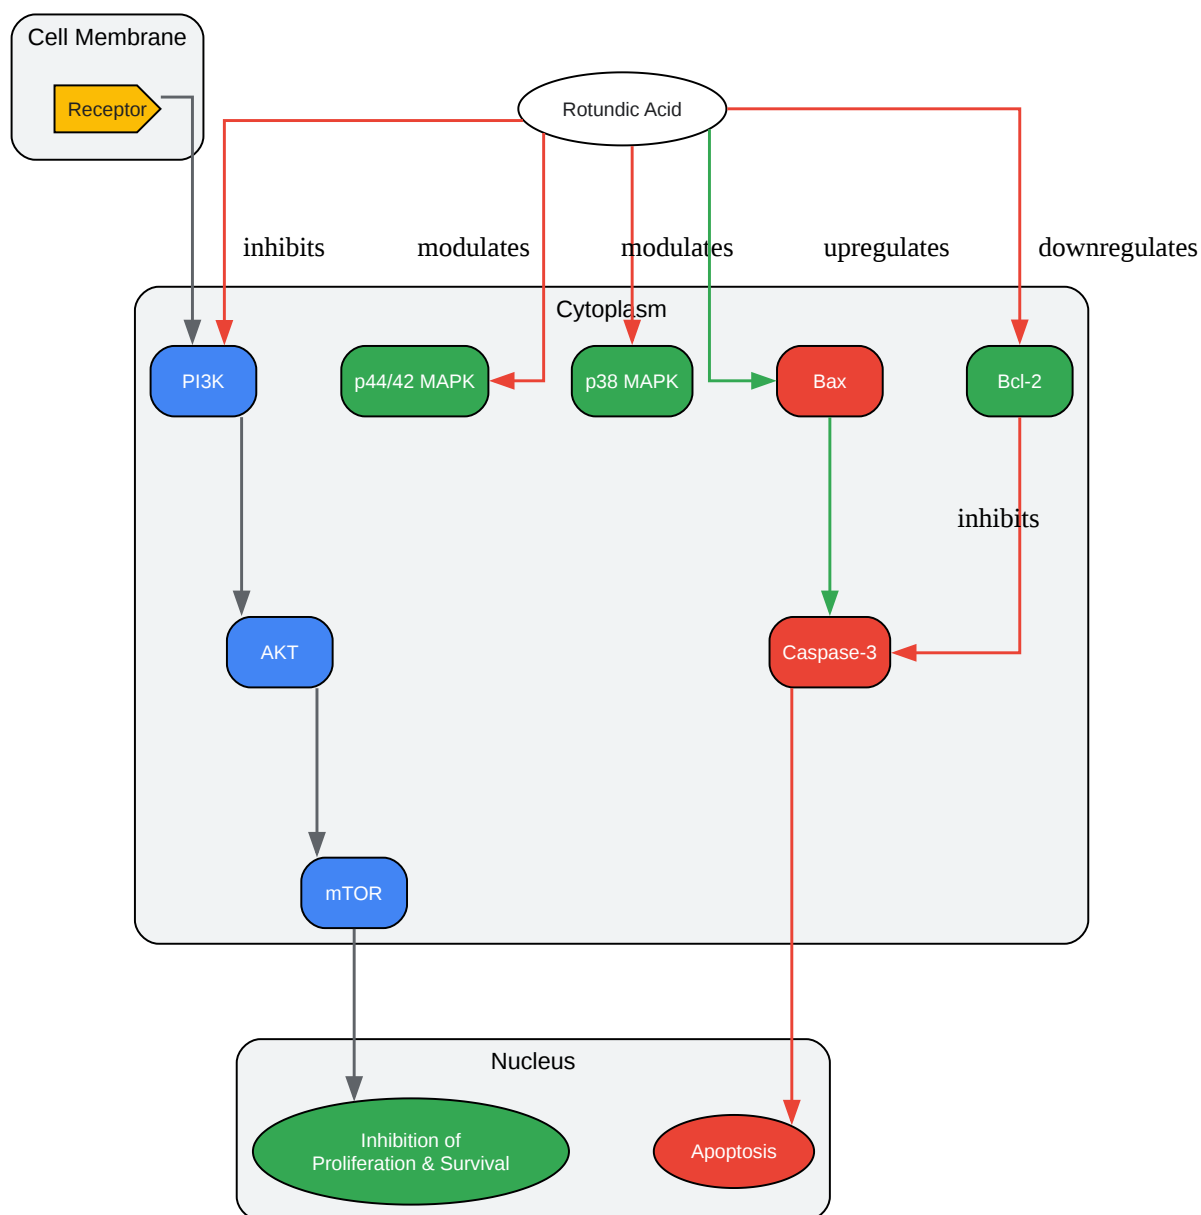 Cell Membrane
Receptor
Rotundic Acid
inhibits
modulates
modulates
upregulates
downregulates
Cytoplasm
PI3K
p44/42 MAPK
p38 MAPK
Bax
Bcl-2
inhibits
AKT
Caspase-3
mTOR
Nucleus
Inhibition of
Proliferation & Survival
Apoptosis